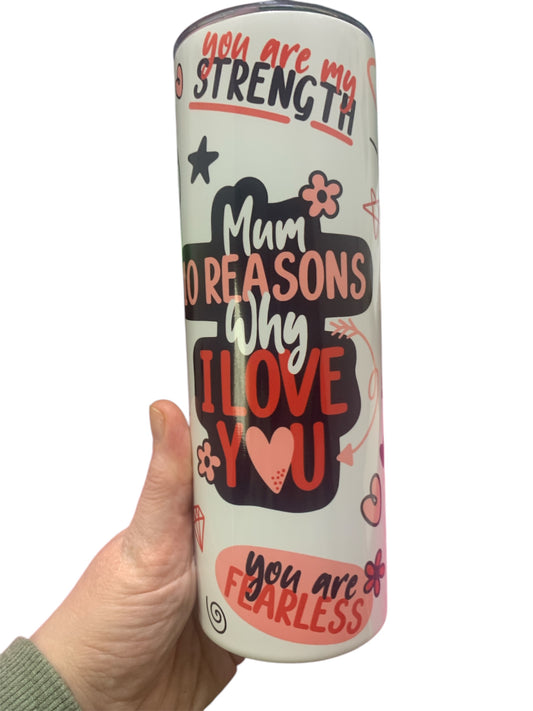 you are my
STRENGTH
Mum
10 REASONS
Why
I LOVE
YOU
you are
FEARLESS